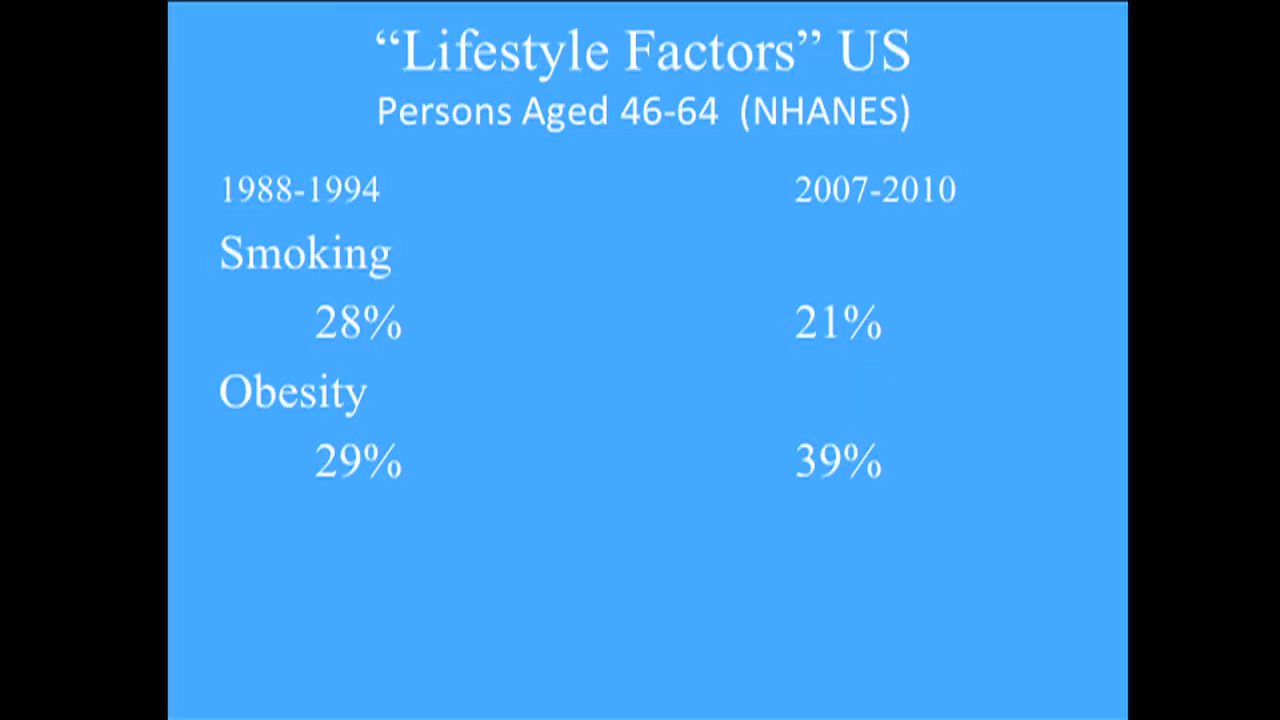 “Lifestyle Factors” US
Persons Aged 46-64 (NHANES)
1988-1994 2007-2010
Smoking
28% 21%
Obesity
29% 39%